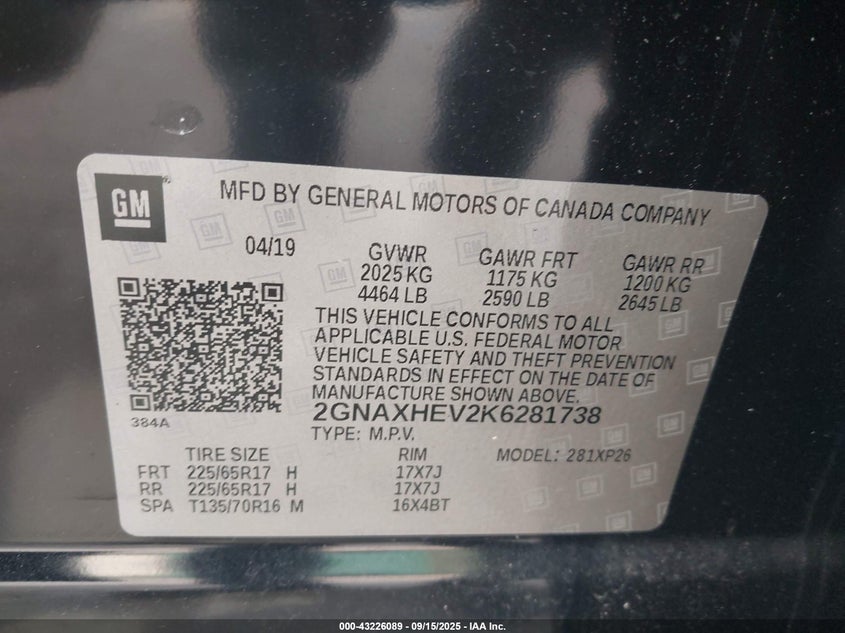 GM
MFD BY GENERAL MOTORS OF CANADA COMPANY
04/19
GVWR GAWR FRT GAWR RR
2025 KG 1175 KG 1200 KG
4464 LB 2590 LB 2645 LB
THIS VEHICLE CONFORMS TO ALL
APPLICABLE U.S. FEDERAL MOTOR
VEHICLE SAFETY AND THEFT PREVENTION
STANDARDS IN EFFECT ON THE DATE OF
MANUFACTURE SHOWN ABOVE.
384A
2GNAXHEV2K6281738
TYPE: M.P.V.
TIRE SIZE RIM MODEL: 281XP26
FRT 225/65R17 H 17X7J
RR 225/65R17 H 17X7J
SPA T135/70R16 M 16X4BT
000-43226089 - 09/15/2025 - IAA Inc.